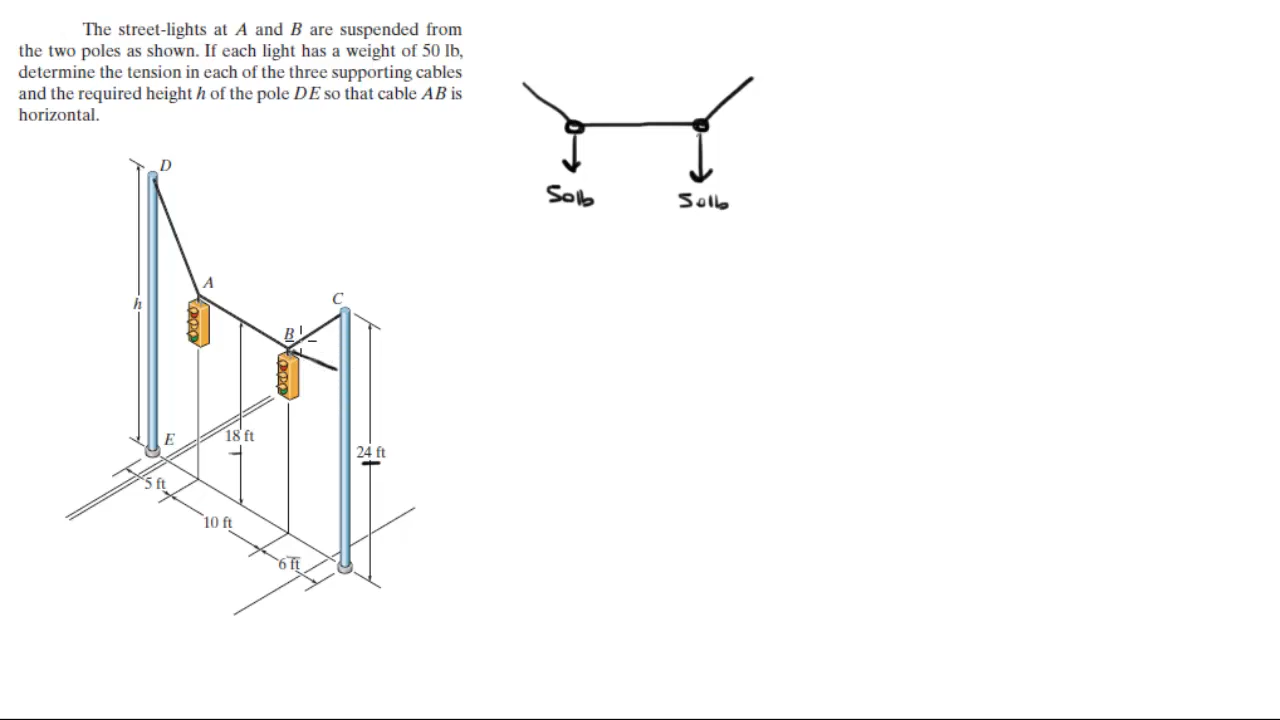 The street-lights at A and B are suspended from
the two poles as shown. If each light has a weight of 50 lb,
determine the tension in each of the three supporting cables
and the required height h of the pole DE so that cable AB is
horizontal.
50lb
50lb
D
A
h
C
B
E
18 ft
24 ft
5 ft
10 ft
6 ft